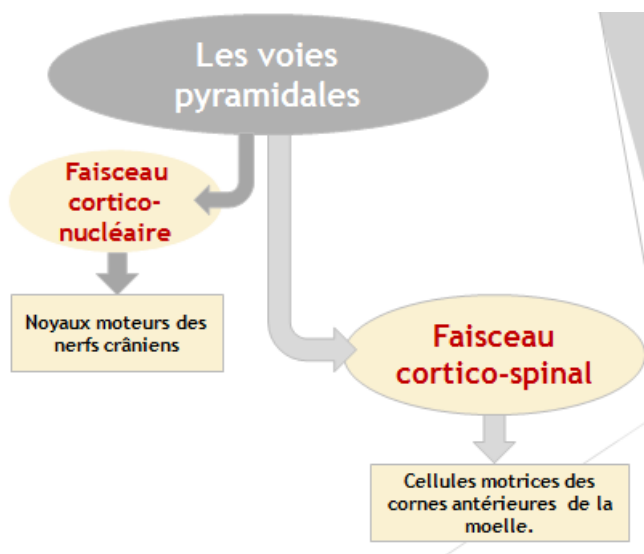 Les voies
pyramidales
Faisceau
cortico-
nucléaire
Noyaux moteurs des
nerfs crâniens
Faisceau
cortico-spinal
Cellules motrices des
cornes antérieures de la
moelle.